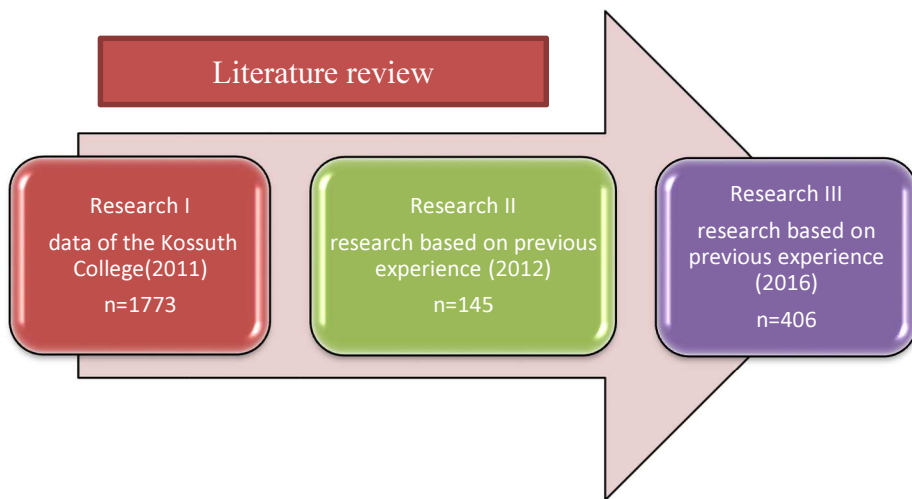 Literature review
Research I
data of the Kossuth
College(2011)
n=1773
Research II
research based on previous
experience (2012)
n=145
Research III
research based on
previous experience
(2016)
n=406